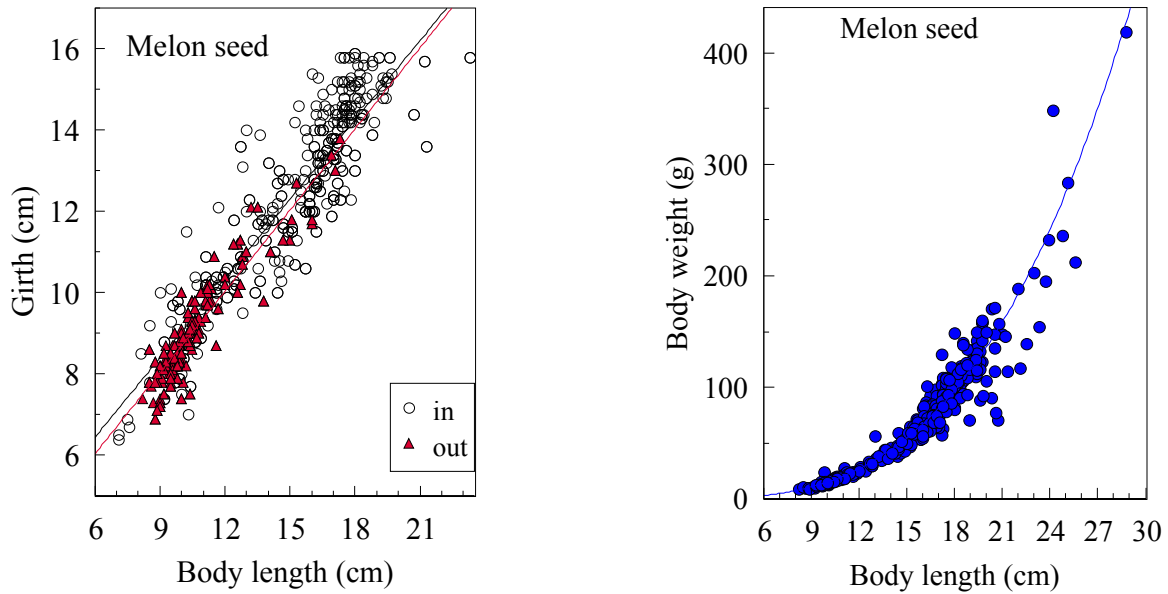 Melon seed
Girth (cm)
16
14
12
10
8
6
in
out
6 9 12 15 18 21
Body length (cm)
Melon seed
Body weight (g)
400
300
200
100
0
6 9 12 15 18 21 24 27 30
Body length (cm)